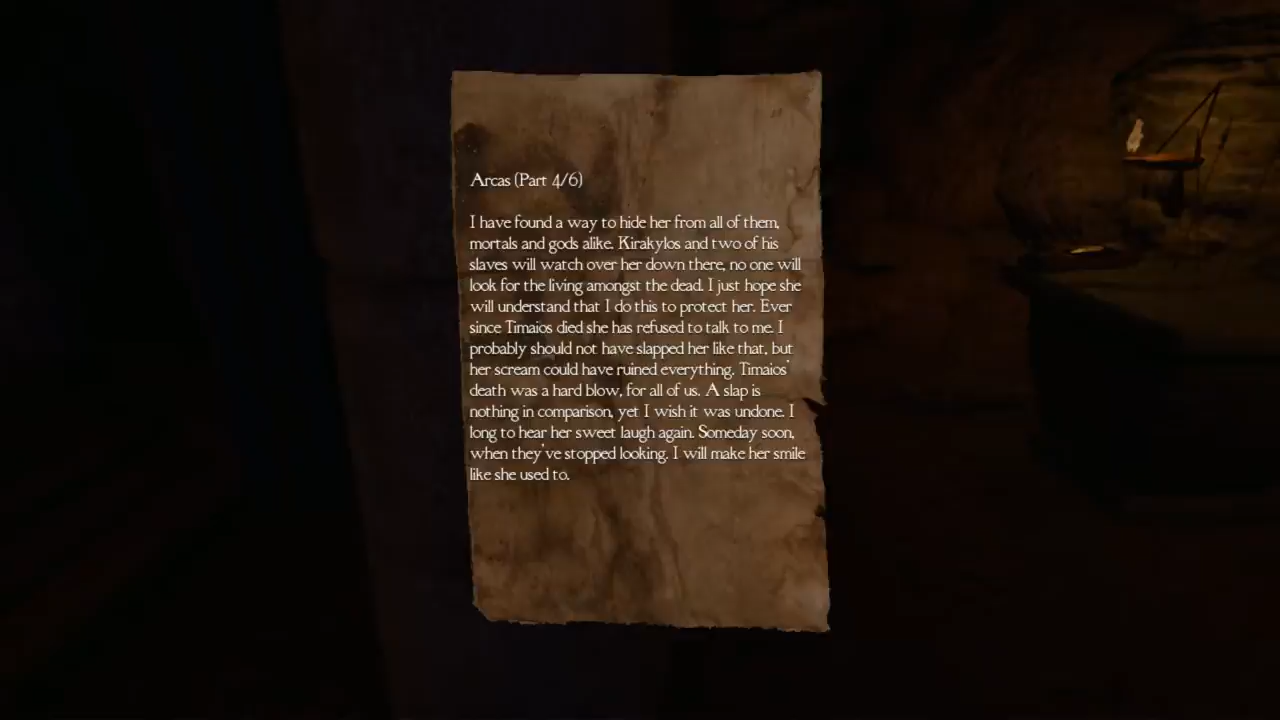 Arcas (Part 4/6)
I have found a way to hide her from all of them,
mortals and gods alike. Kirakylos and two of his
slaves will watch over her down there, no one will
look for the living amongst the dead. I just hope she
will understand that I do this to protect her. Ever
since Timaios died she has refused to talk to me. I
probably should not have slapped her like that, but
her scream could have ruined everything. Timaios'
death was a hard blow, for all of us. A slap is
nothing in comparison, yet I wish it was undone. I
long to hear her sweet laugh again. Someday soon,
when they've stopped looking. I will make her smile
like she used to.